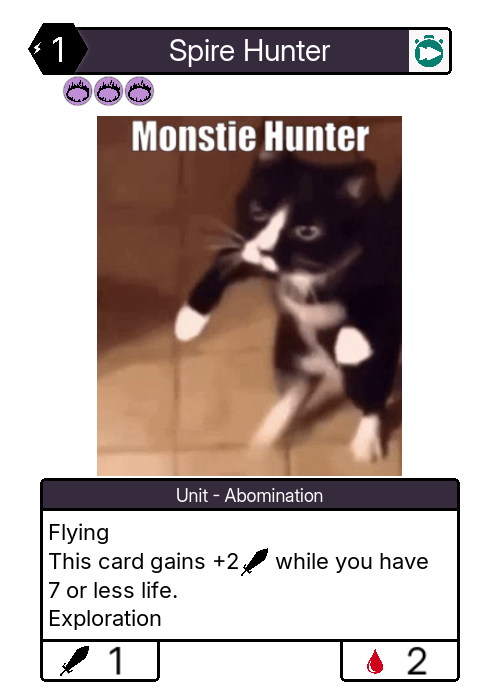 1
Spire Hunter
Monstie Hunter
Unit - Abomination
Flying
This card gains +2 while you have
7 or less life.
Exploration
1
2